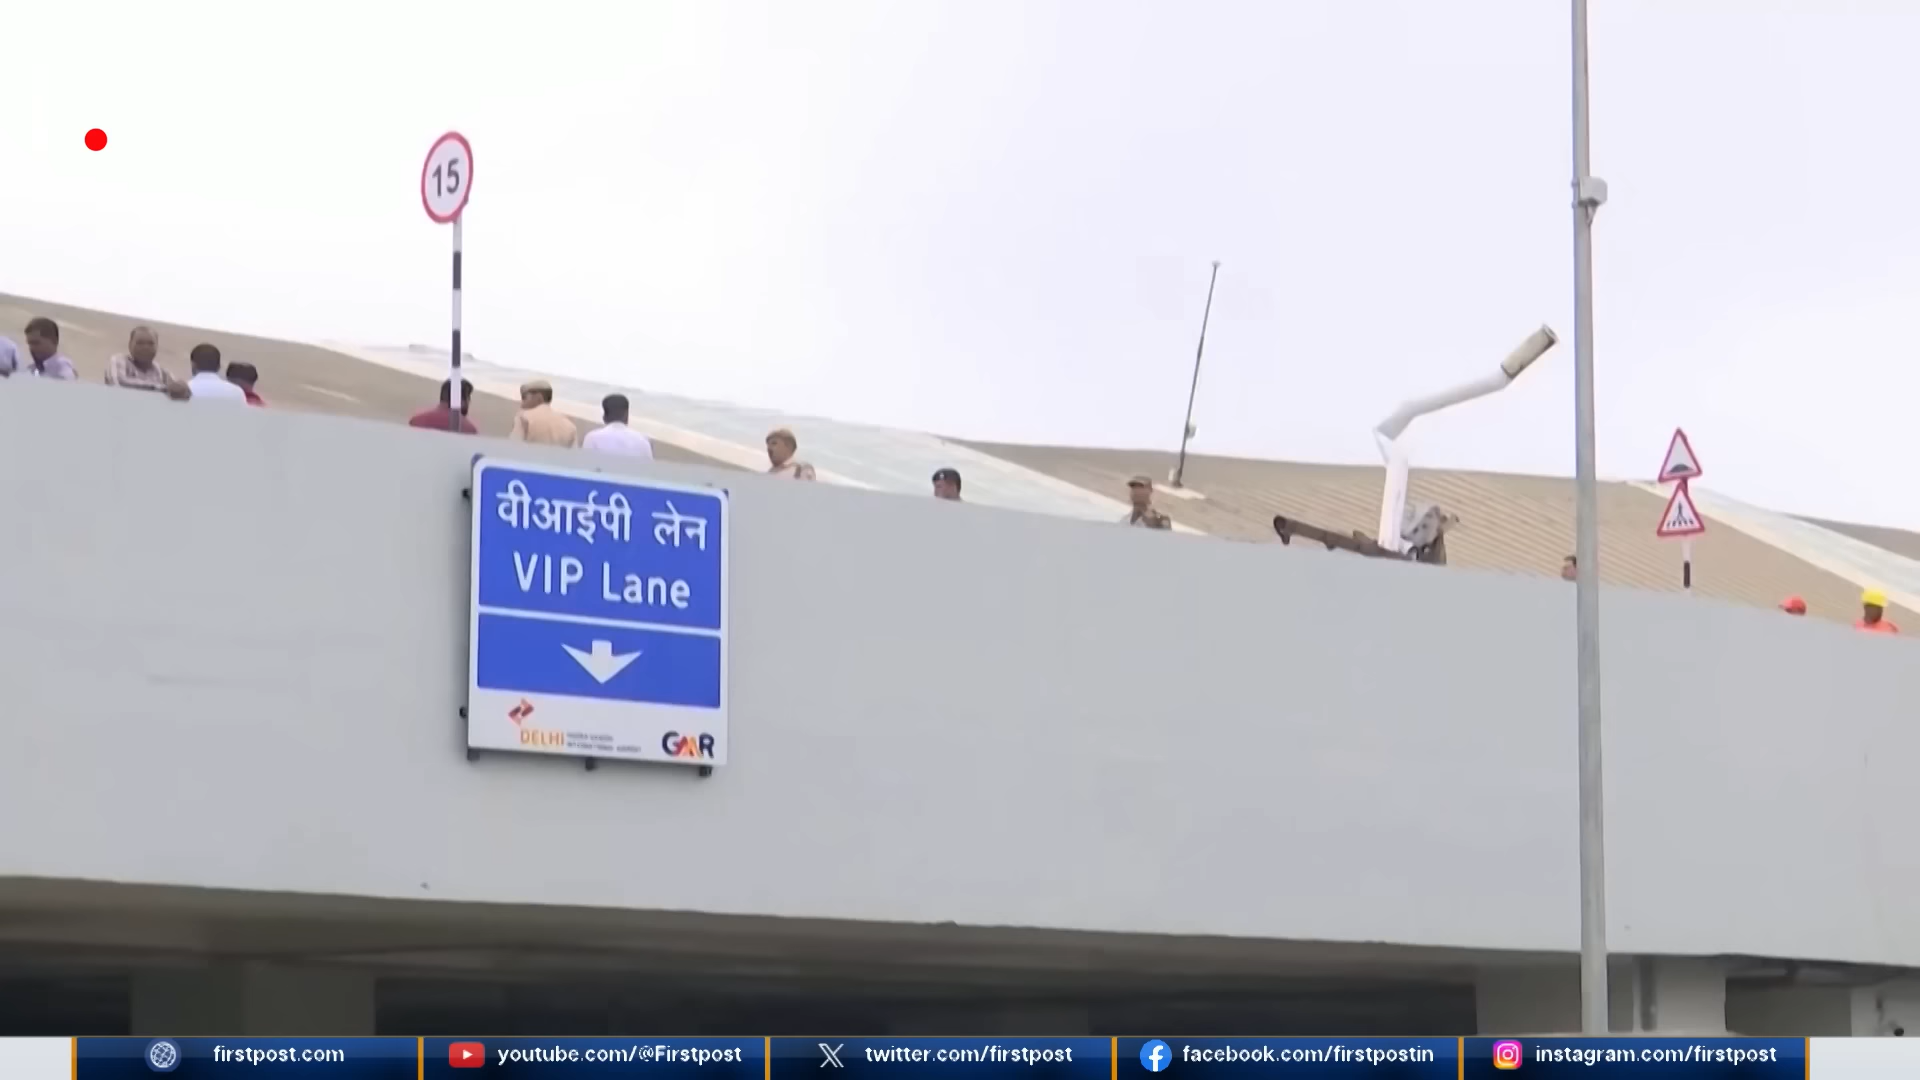 15
वीआईपी लेन
VIP Lane
DELHI
GMR
firstpost.com
youtube.com/@Firstpost
twitter.com/firstpost
facebook.com/firstpostin
instagram.com/firstpost